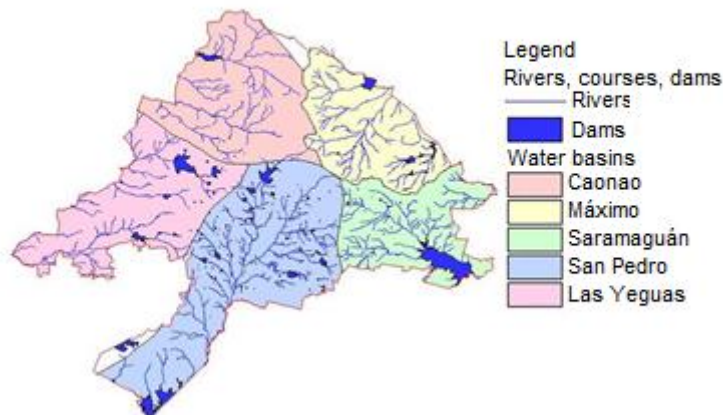 Legend
Rivers, courses, dams
Rivers
Dams
Water basins
Caonao
Máximo
Saramaguán
San Pedro
Las Yeguas